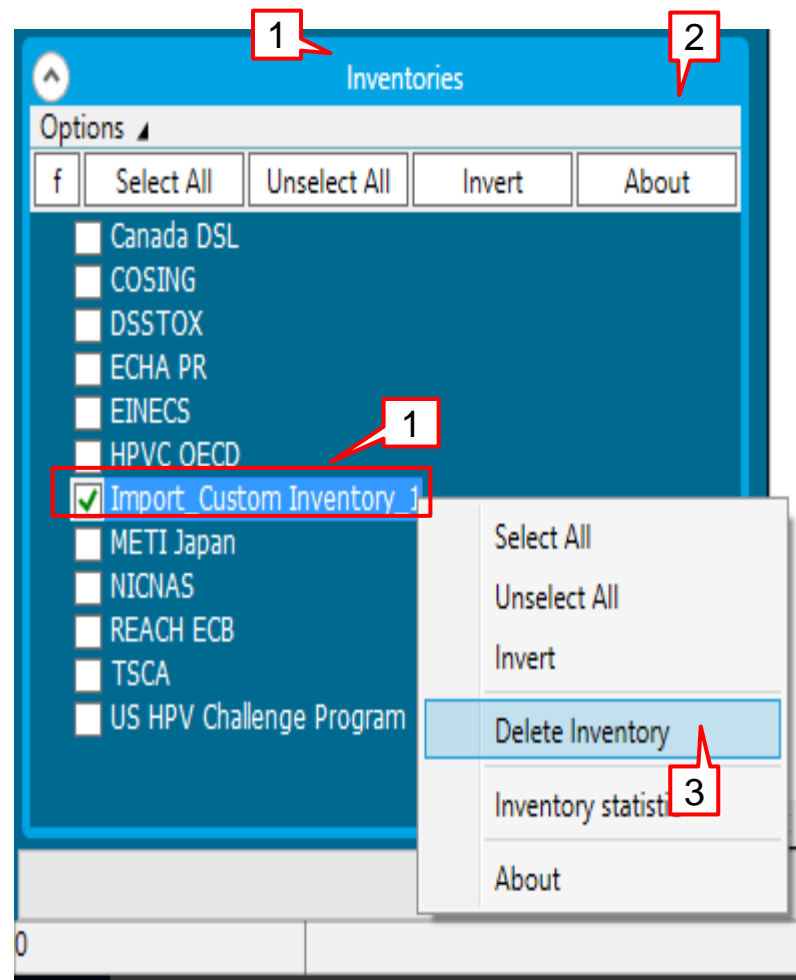 1
2
Inventories
Options
f Select All Unselect All Invert About
Canada DSL
COSING
DSSTOX
ECHA PR
EINECS
1
HPVC OECD
Import_Custom Inventory_1
METI Japan
NICNAS
REACH ECB
TSCA
US HPV Challenge Program
Select All
Unselect All
Invert
Delete Inventory
3
Inventory
About
0